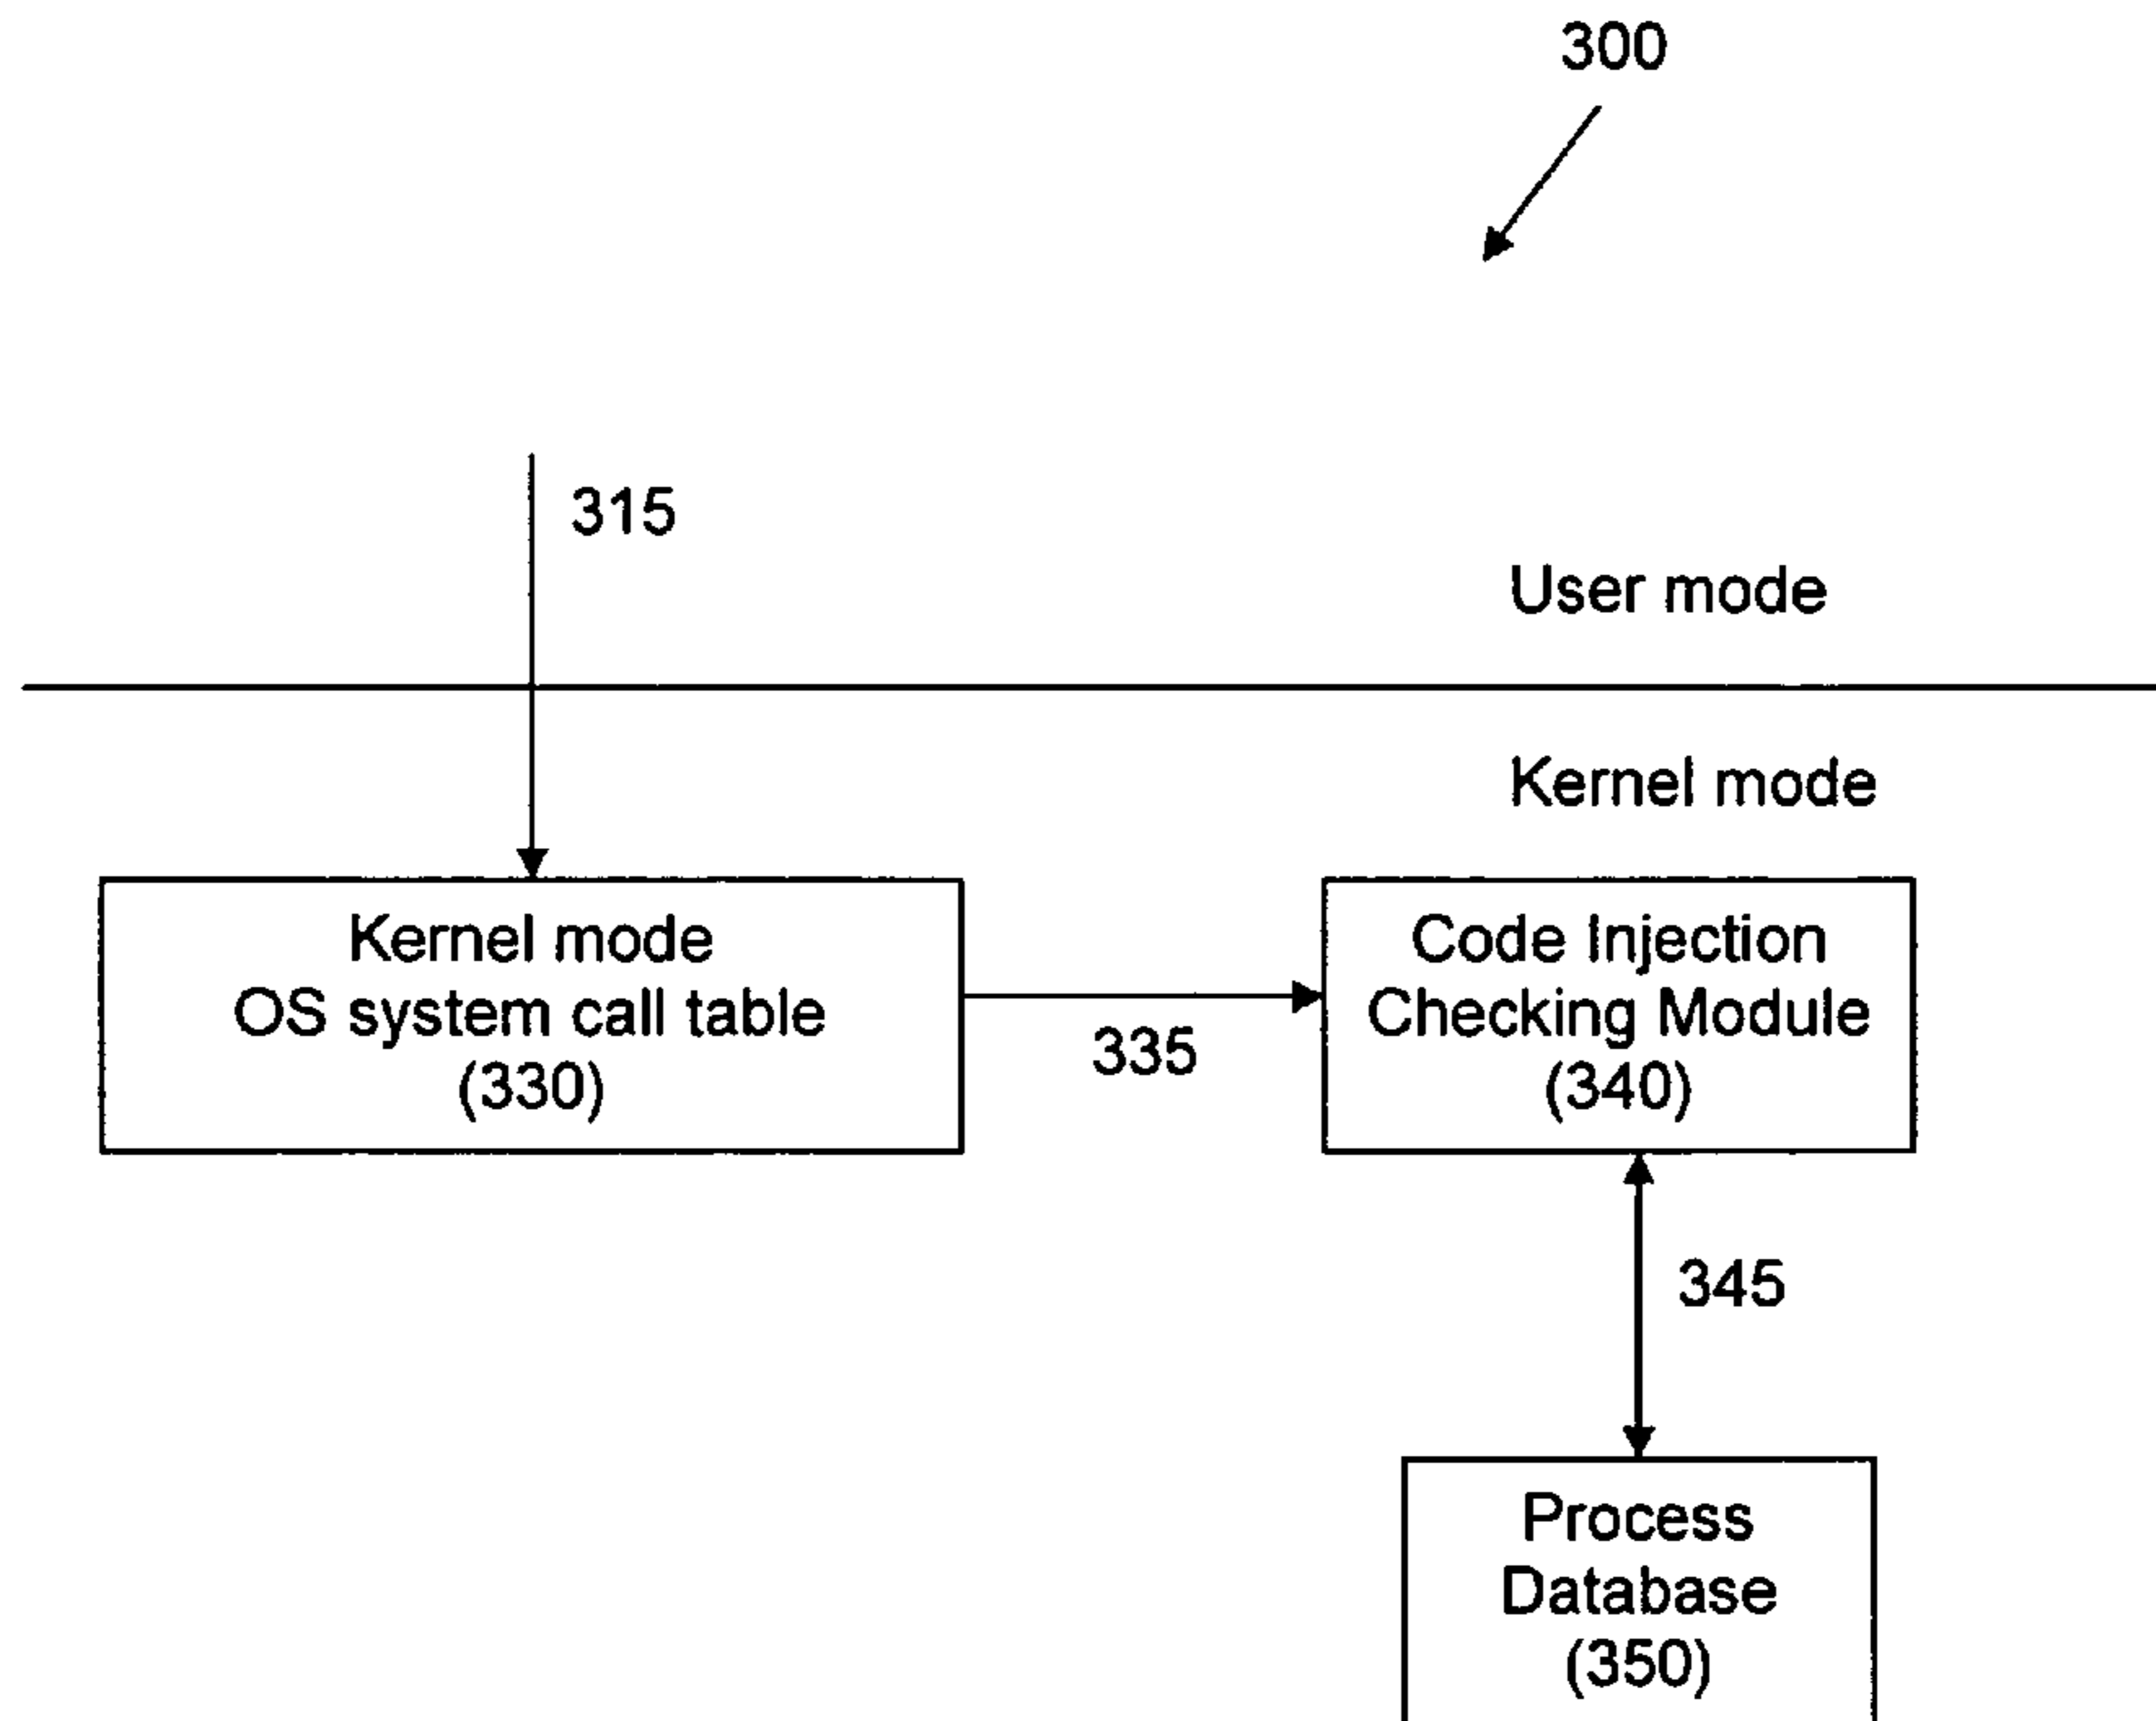 300
315
User mode
Kernel mode
Kernel mode
OS system call table
(330)
335
Code Injection
Checking Module
(340)
345
Process
Database
(350)